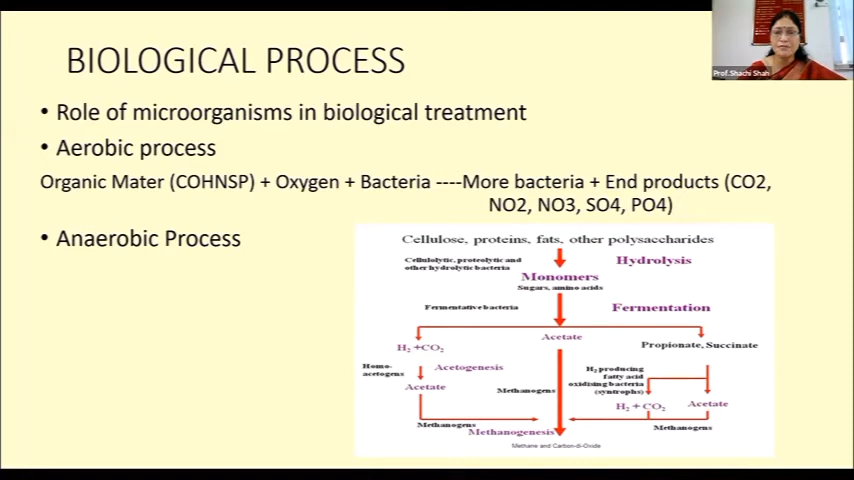 BIOLOGICAL PROCESS
Prof.Shachi Shah
• Role of microorganisms in biological treatment
• Aerobic process
Organic Mater (COHNSP) + Oxygen + Bacteria ----More bacteria + End products (CO2,
NO2, NO3, SO4, PO4)
• Anaerobic Process
Cellulose, proteins, fats, other polysaccharides
Cellulolytic, proteolytic and
other hydrolytic bacteria
Hydrolysis
Monomers
Sugars, amino acids
Fermentative bacteria
Fermentation
H2 +CO2
Acetate
Propionate, Succinate
Homo-
acetogens
Acetogenesis
Acetate
Methanogens
H2 producing
fatty acid
oxidising bacteria
(syntrophs)
H2 + CO2
Acetate
Methanogens
Methanogenesis
Methanogens
Methane and Carbon-di-Oxide